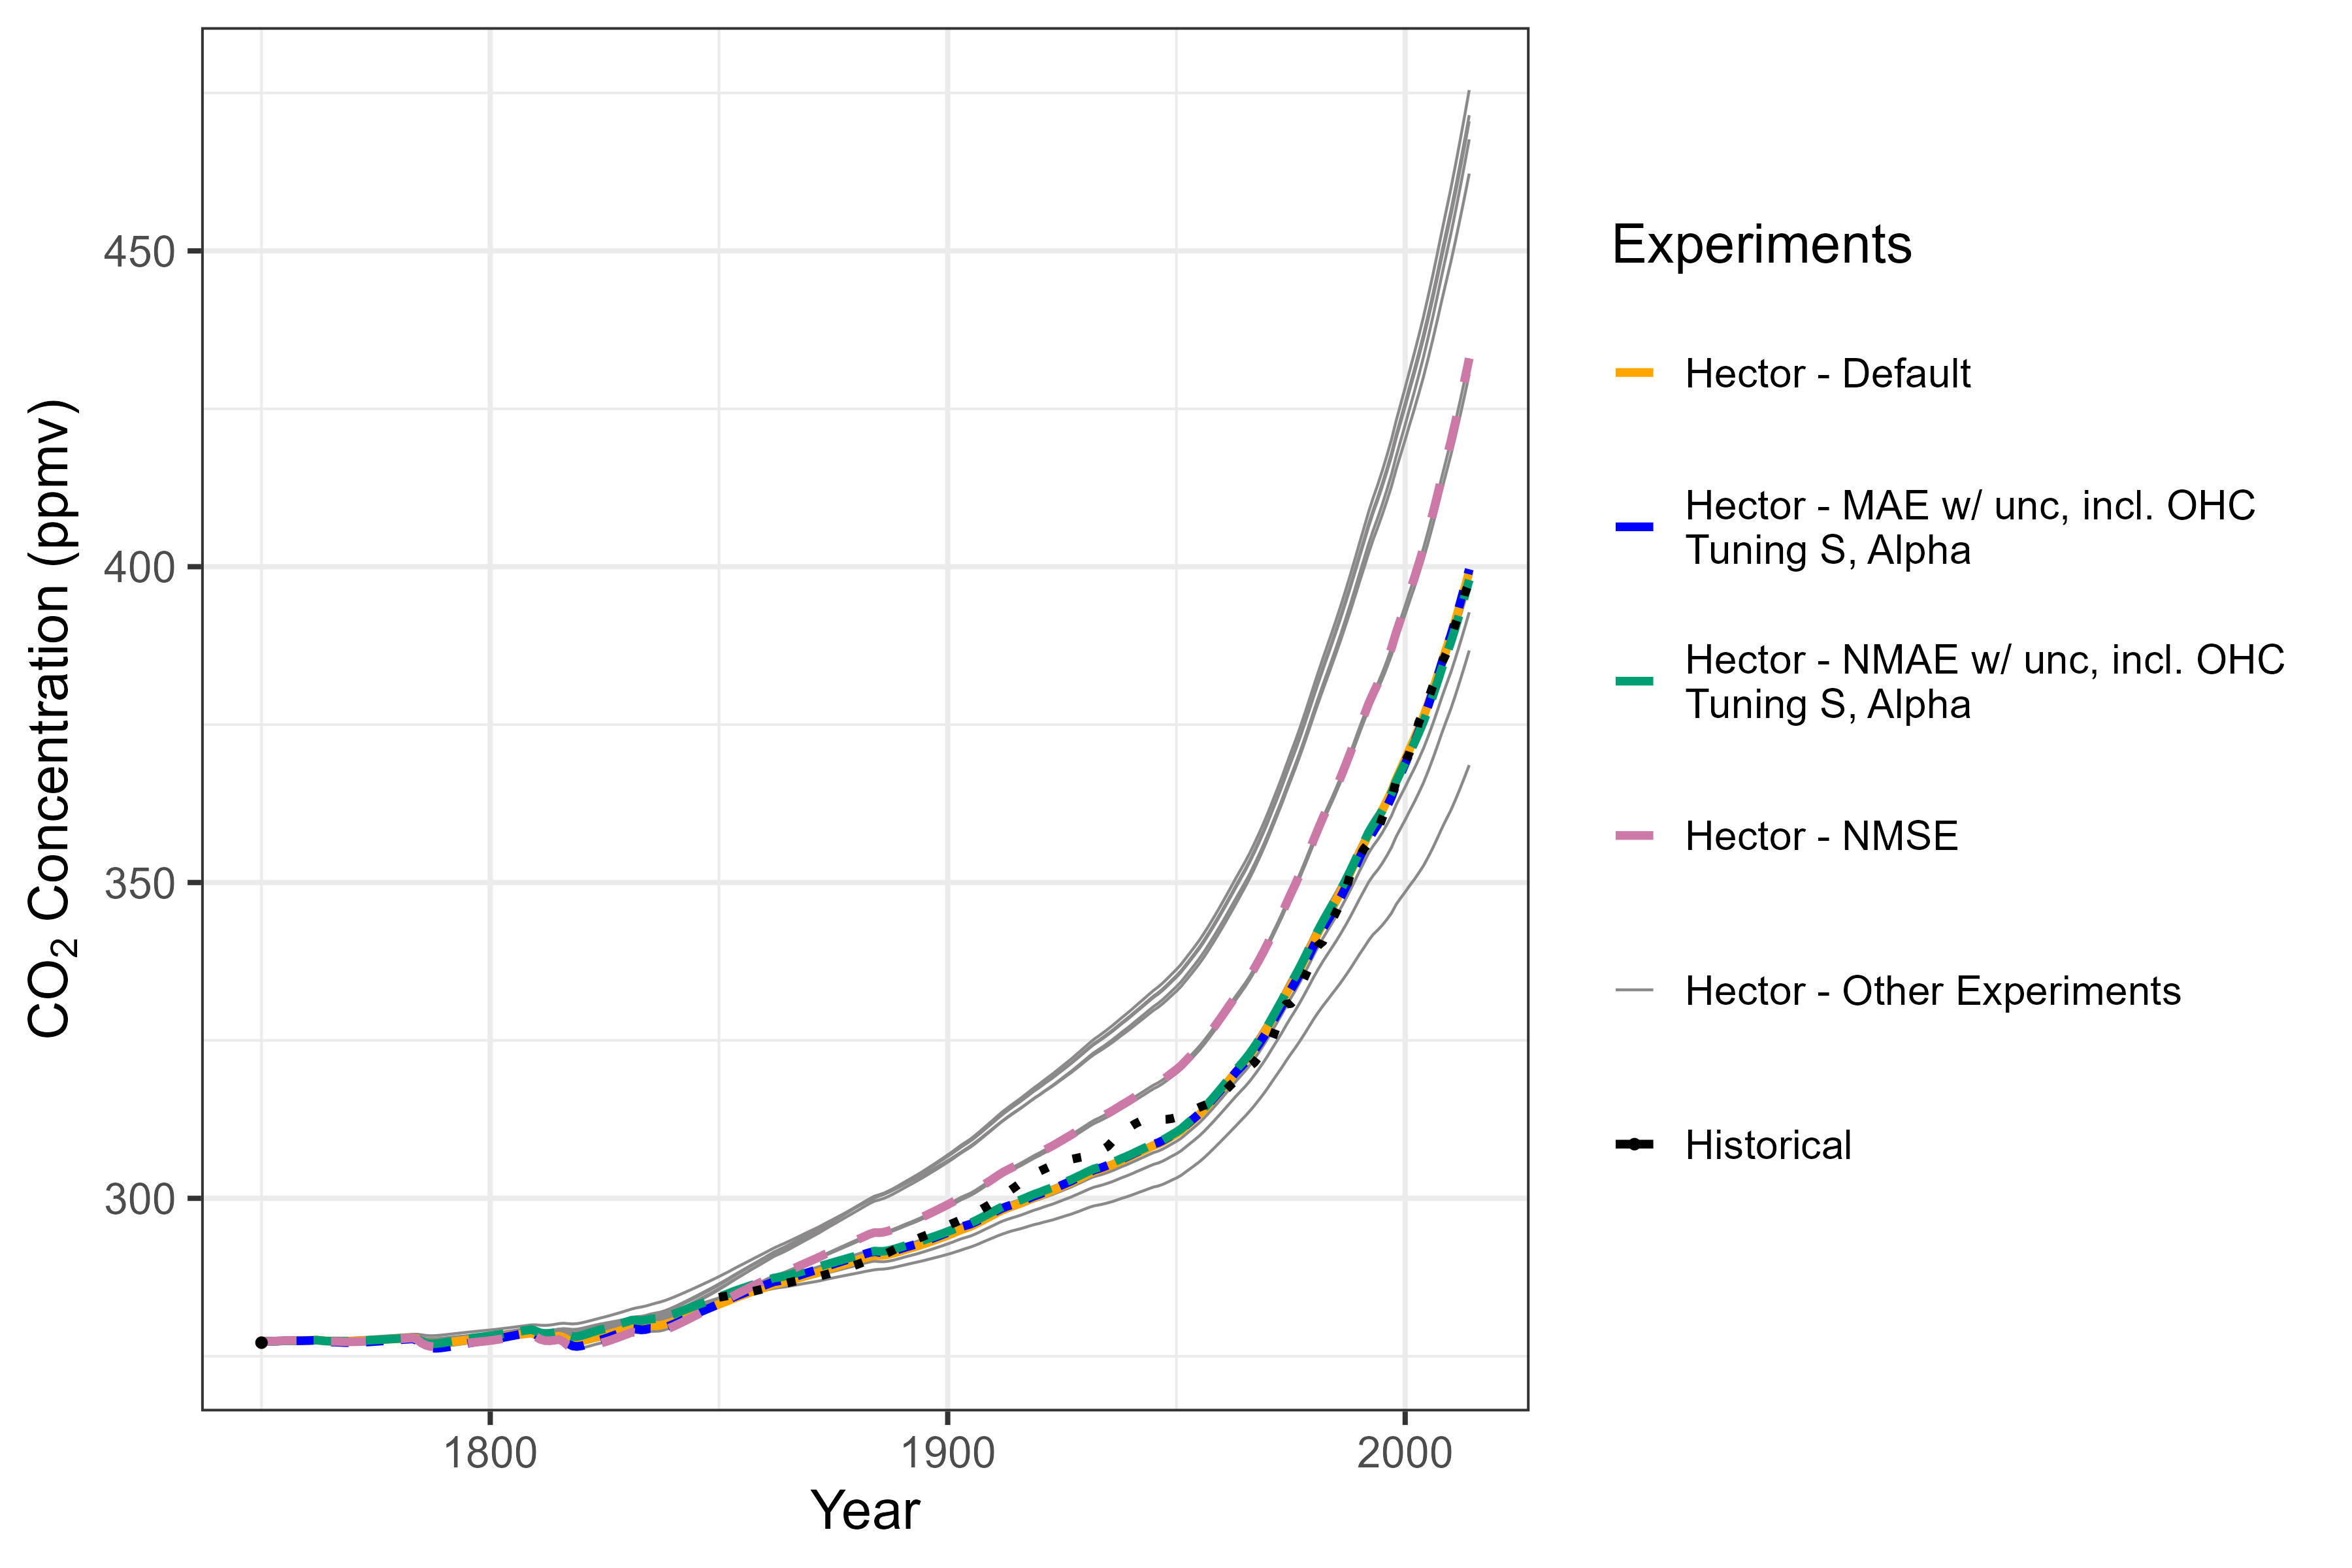 CO₂ Concentration (ppmv)
450
400
350
300
1800
1900
2000
Year
Experiments
Hector - Default
Hector - MAE w/ unc, incl. OHC
Tuning S, Alpha
Hector - NMAE w/ unc, incl. OHC
Tuning S, Alpha
Hector - NMSE
Hector - Other Experiments
Historical